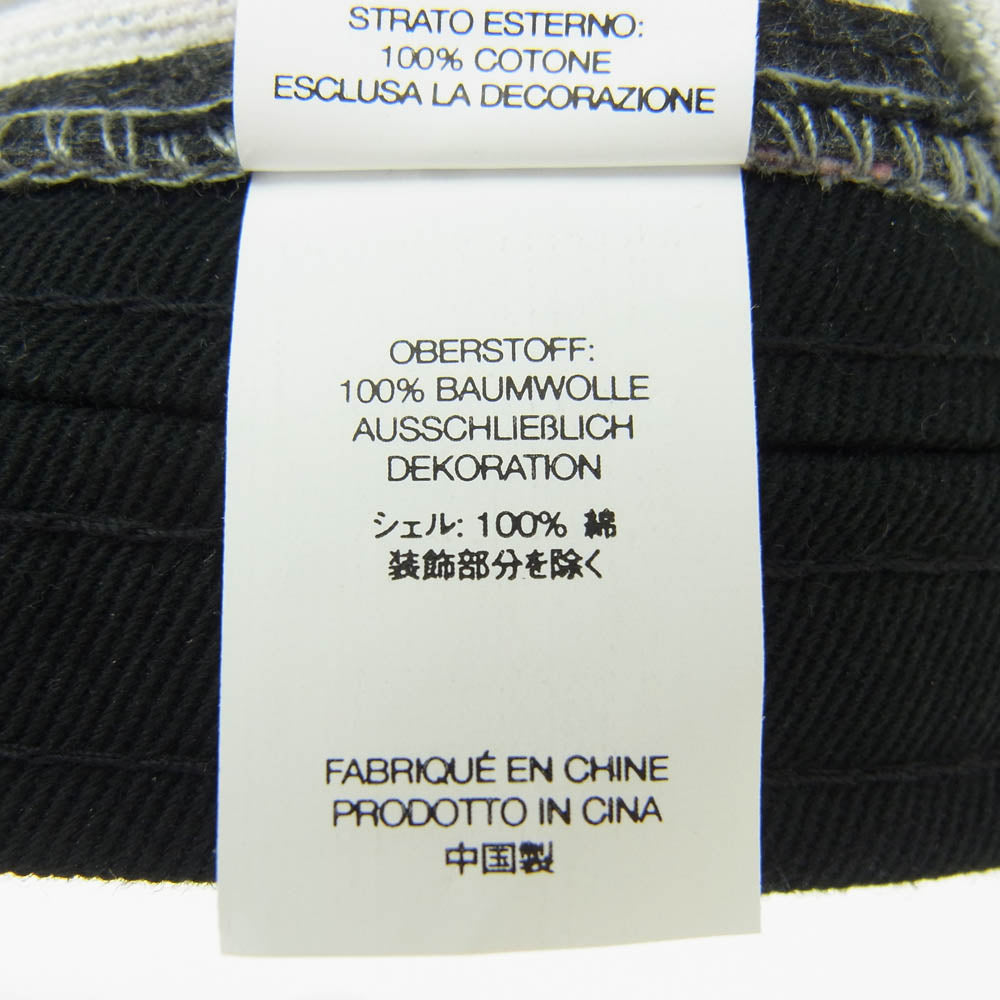 STRATO ESTERNO:
100% COTONE
ESCLUSA LA DECORAZIONE
OBERSTOFF:
100% BAUMWOLLE
AUSSCHLIEßLICH
DEKORATION
シェル: 100% 綿
装飾部分を除く
FABRIQUÉ EN CHINE
PRODOTTO IN CINA
中国製